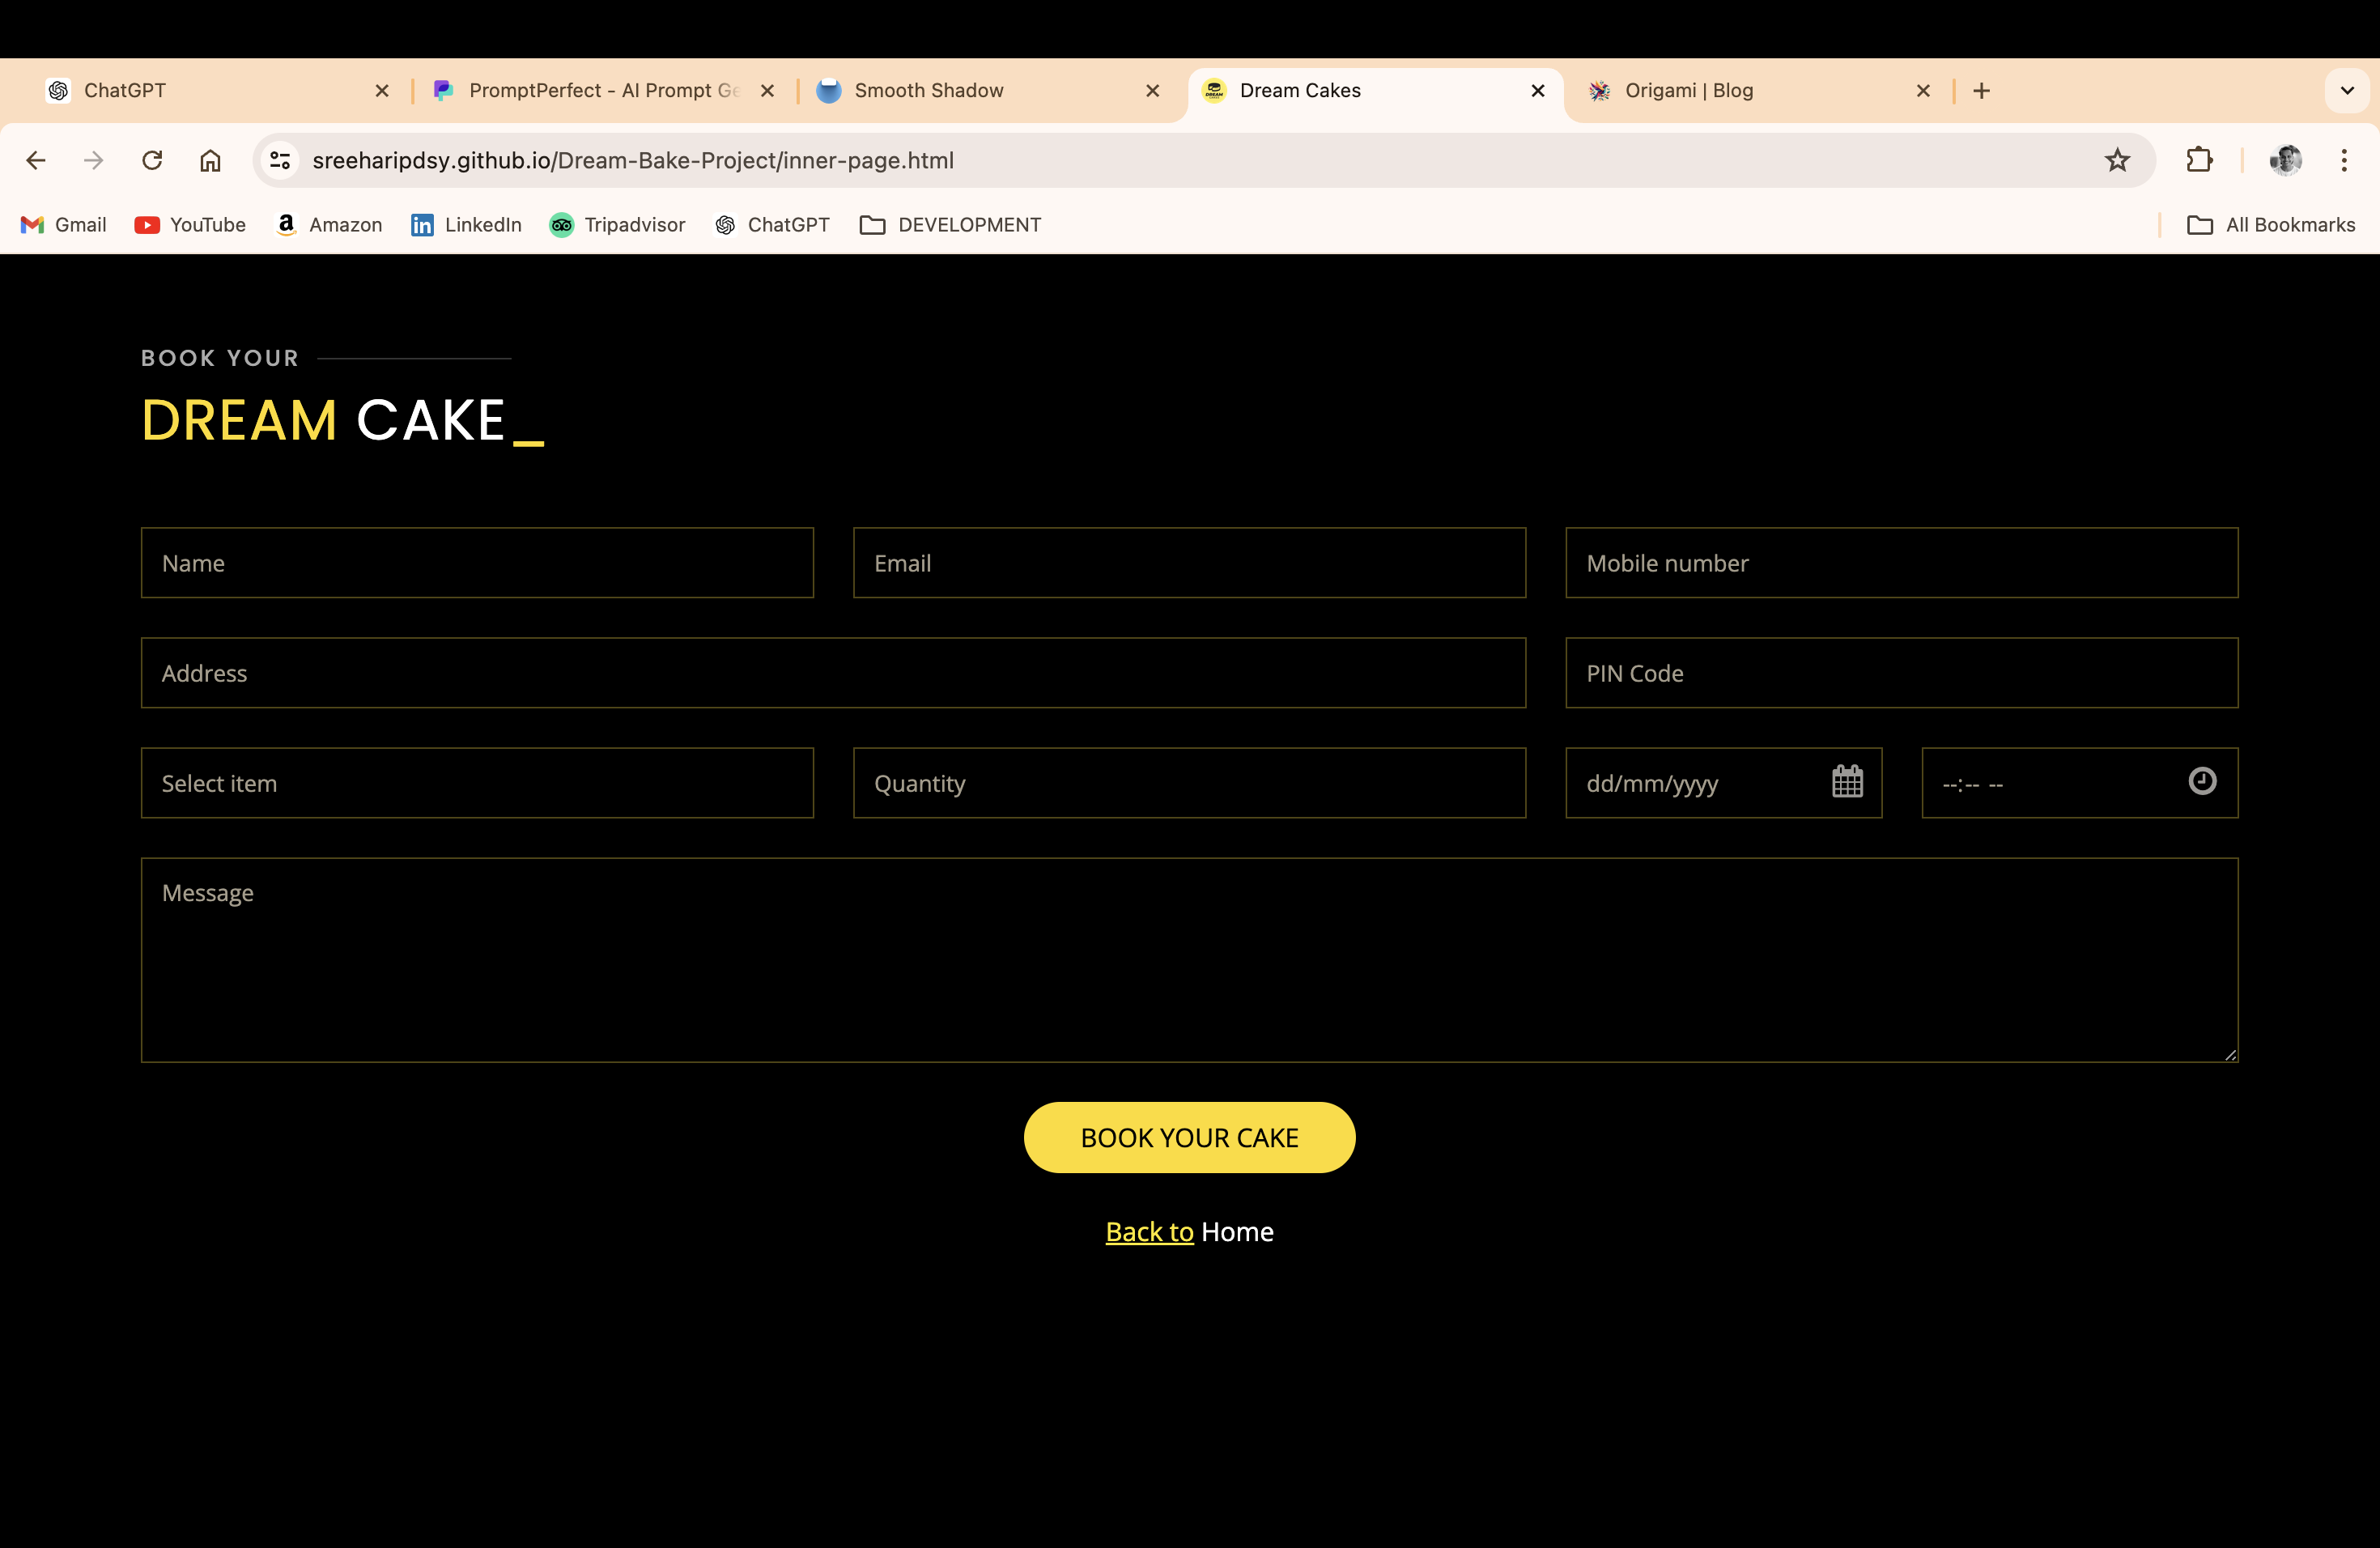 ChatGPT
PromptPerfect - AI Prompt Ge
Smooth Shadow
Dream Cakes
Origami | Blog
sreeharipdsy.github.io/Dream-Bake-Project/inner-page.html
Gmail
YouTube
Amazon
LinkedIn
Tripadvisor
ChatGPT
DEVELOPMENT
All Bookmarks
BOOK YOUR
DREAM CAKE_
Name
Email
Mobile number
Address
PIN Code
Select item
Quantity
dd/mm/yyyy
--:-- --
Message
BOOK YOUR CAKE
Back to Home